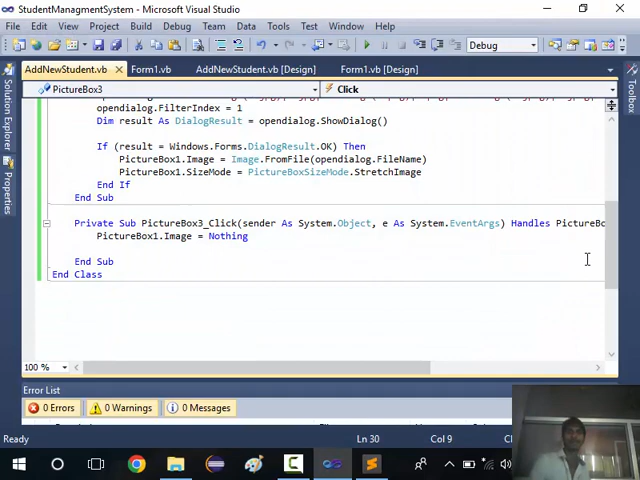 StudentManagmentSystem - Microsoft Visual Studio
File Edit View Project Build Debug Team Data Tools Test Window Help
Debug
AddNewStudent.vb Form1.vb AddNewStudent.vb [Design] Form1.vb [Design]
PictureBox3 Click
opendialog.FilterIndex = 1
Dim result As DialogResult = opendialog.ShowDialog()
If (result = Windows.Forms.DialogResult.OK) Then
PictureBox1.Image = Image.FromFile(opendialog.FileName)
PictureBox1.SizeMode = PictureBoxSizeMode.StretchImage
End If
End Sub
Private Sub PictureBox3_Click(sender As System.Object, e As System.EventArgs) Handles PictureBo
PictureBox1.Image = Nothing
End Sub
End Class
Solution Explorer
Properties
Toolbox
100 %
Error List
0 Errors 0 Warnings 0 Messages
Ready Ln 30 Col 9